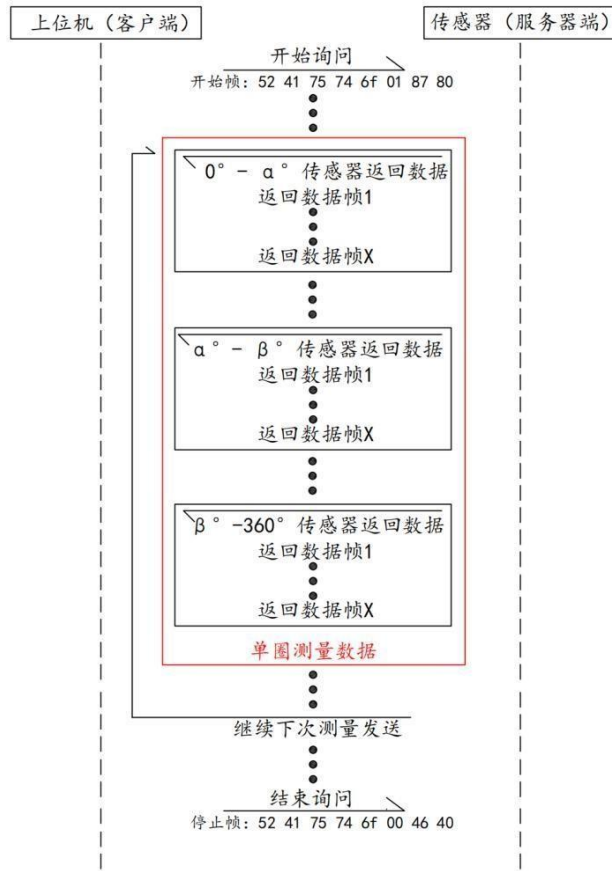 上位机（客户端）
传感器（服务器端）
开始询问
开始帧：52 41 75 74 6f 01 87 80
0° - α° 传感器返回数据
返回数据帧1
返回数据帧X
α° - β° 传感器返回数据
返回数据帧1
返回数据帧X
β° -360° 传感器返回数据
返回数据帧1
返回数据帧X
单圈测量数据
继续下次测量发送
结束询问
停止帧：52 41 75 74 6f 00 46 40